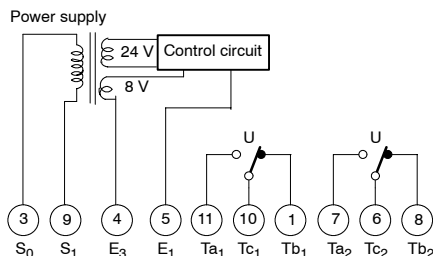 Power supply
24 V
Control circuit
8 V
U
U
3
9
4
5
11
10
1
7
6
8
S0
S1
E3
E1
Ta1
Tc1
Tb1
Ta2
Tc2
Tb2